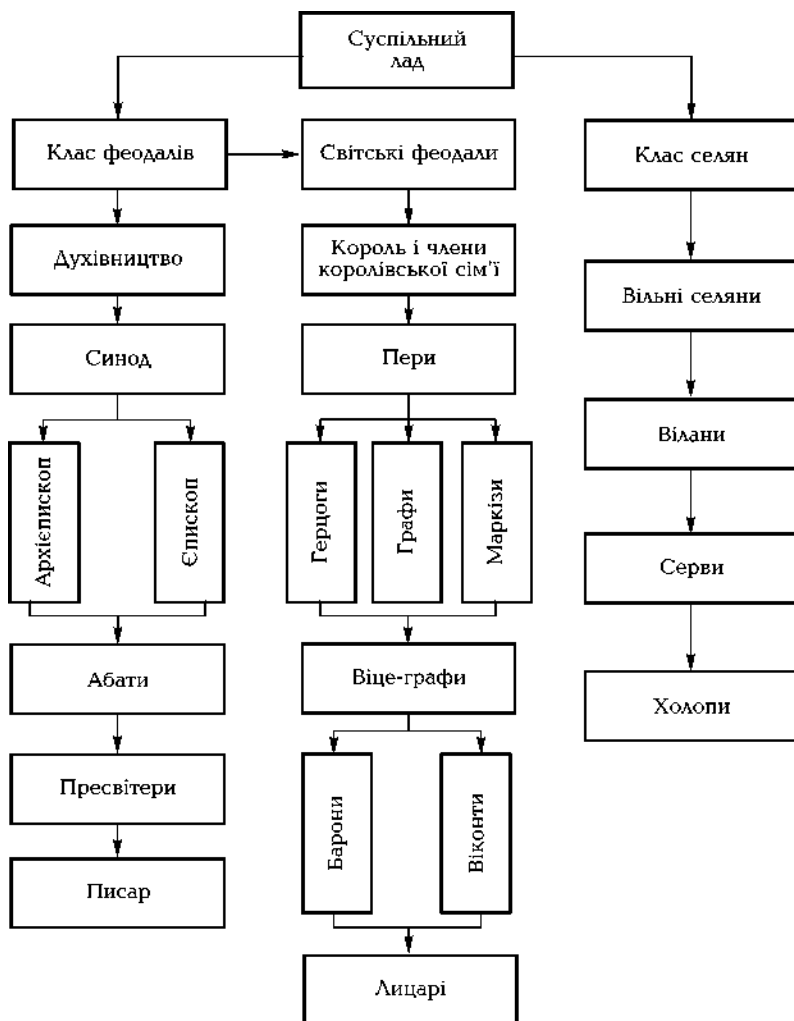 Суспільний
лад
Клас феодалів
Світські феодали
Клас селян
Духівництво
Король і члени
королівської сім'ї
Вільні селяни
Синод
Пери
Вілани
Архієпископ
Єпископ
Герцоги
Графи
Маркізи
Серви
Абати
Віце-графи
Холопи
Пресвітери
Барони
Віконти
Писар
Лицарі